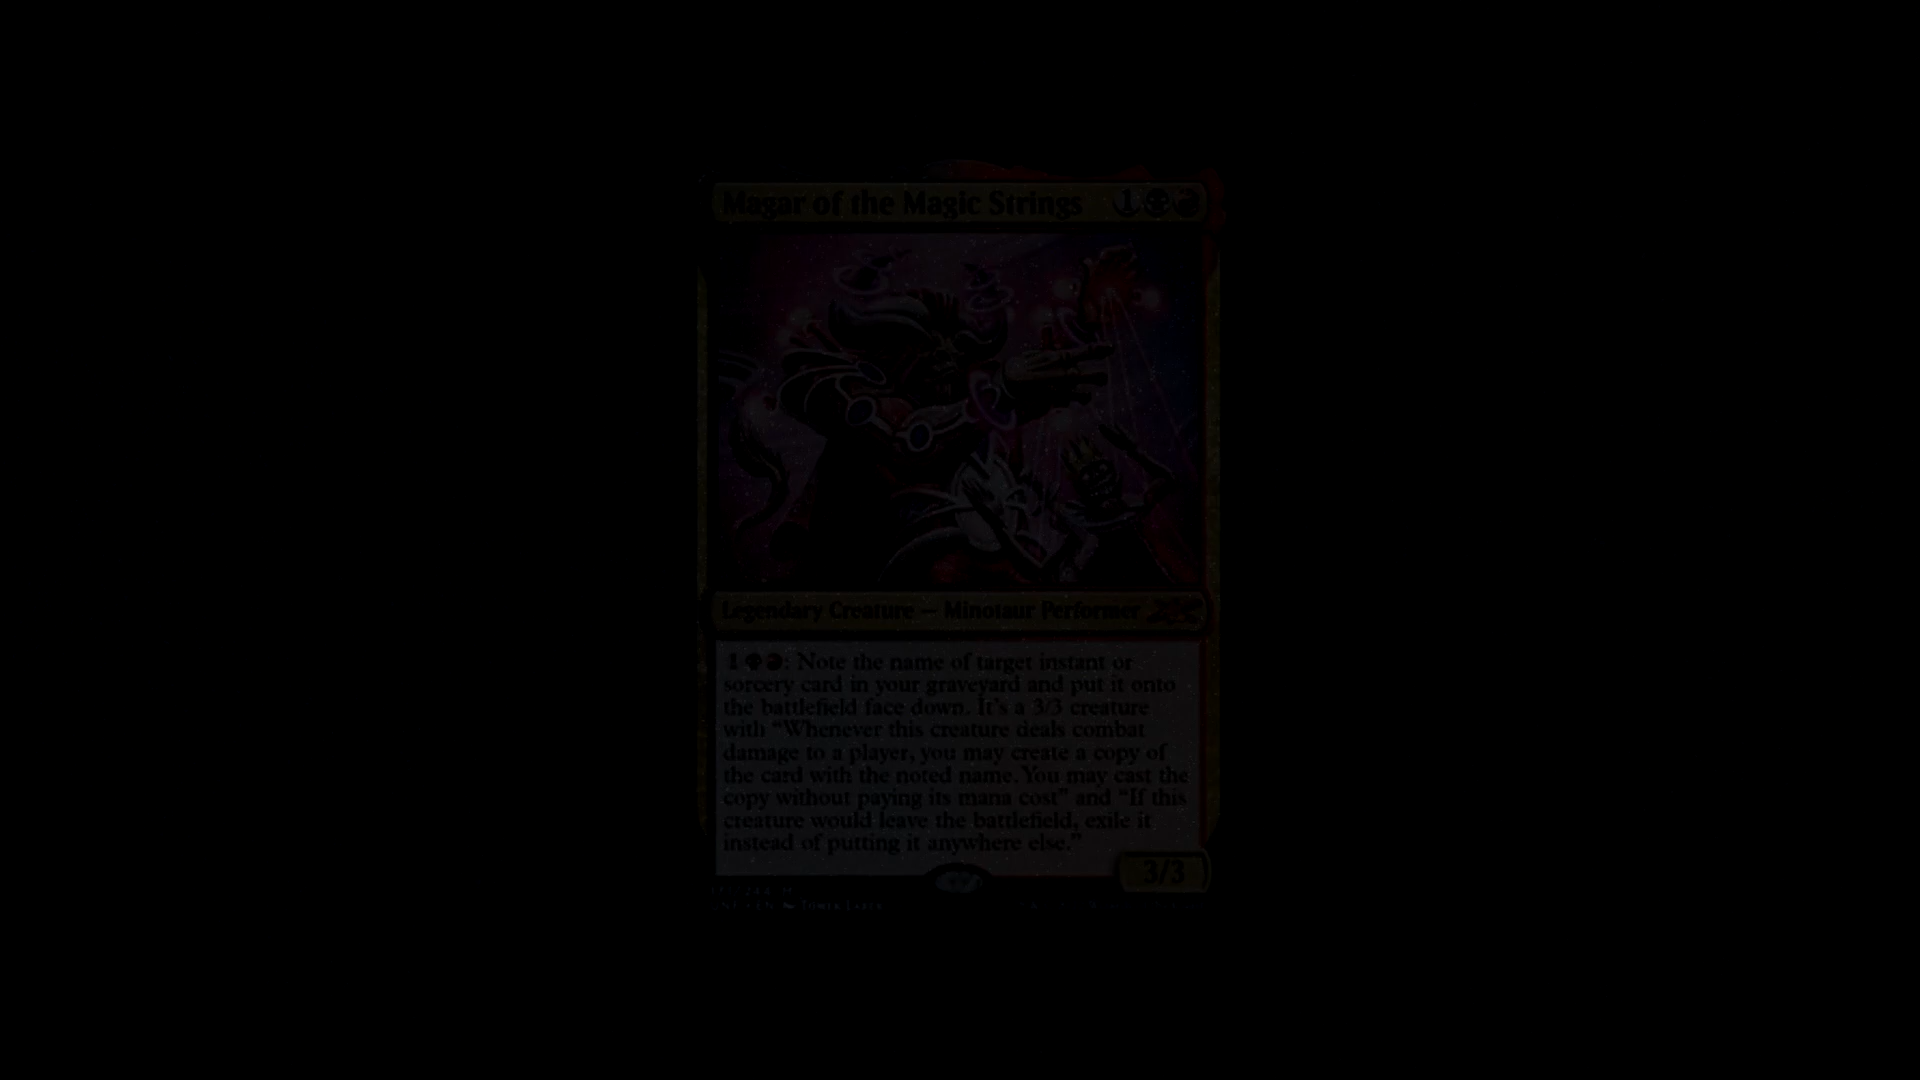 Magar of the Magic Strings 1
Legendary Creature — Minotaur Performer
1 : Note the name of target instant or
sorcery card in your graveyard and put it onto
the battlefield face down. It's a 3/3 creature
with “Whenever this creature deals combat
damage to a player, you may create a copy of
the card with the noted name. You may cast the
copy without paying its mana cost” and “If this
creature would leave the battlefield, exile it
instead of putting it anywhere else.”
3/3